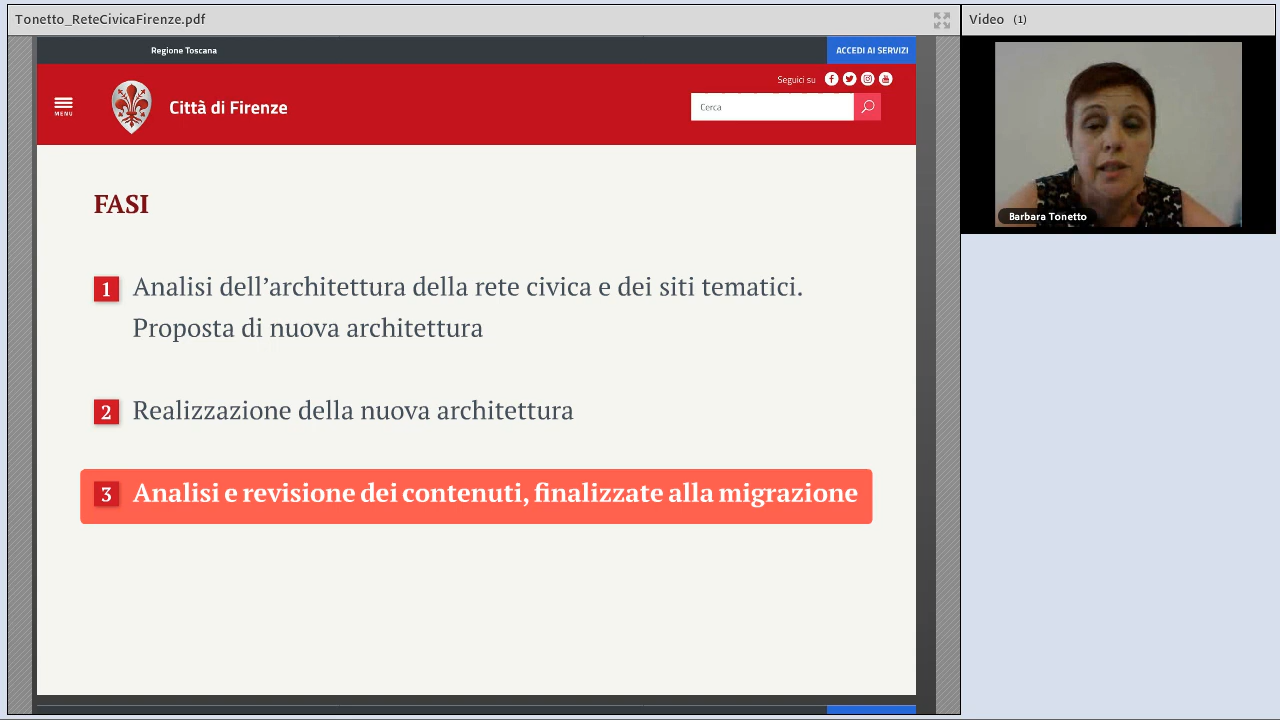 Tonetto_ReteCivicaFirenze.pdf
Video (1)
Regione Toscana
ACCEDI AI SERVIZI
Seguici su
MENU
Città di Firenze
Cerca
FASI
1 Analisi dell’architettura della rete civica e dei siti tematici.
Proposta di nuova architettura
2 Realizzazione della nuova architettura
3 Analisi e revisione dei contenuti, finalizzate alla migrazione
Barbara Tonetto